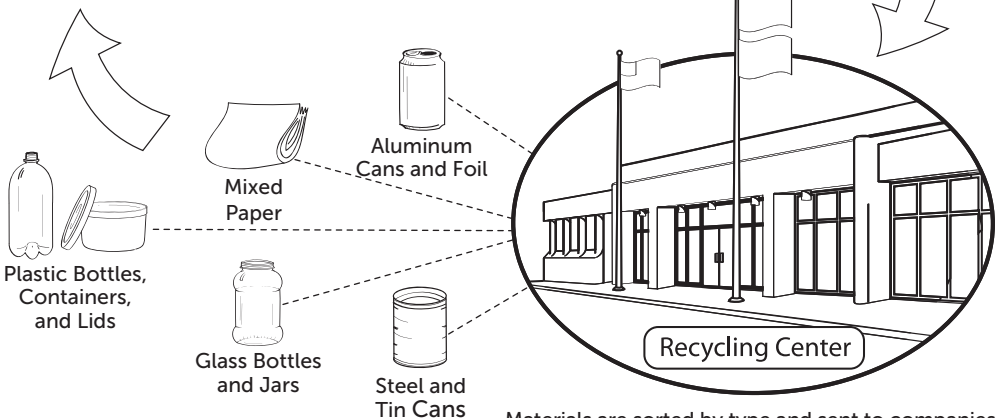 Aluminum
Cans and Foil
Mixed
Paper
Plastic Bottles,
Containers,
and Lids
Glass Bottles
and Jars
Steel and
Tin Cans
Recycling Center
Materials are sorted by type and sent to companies